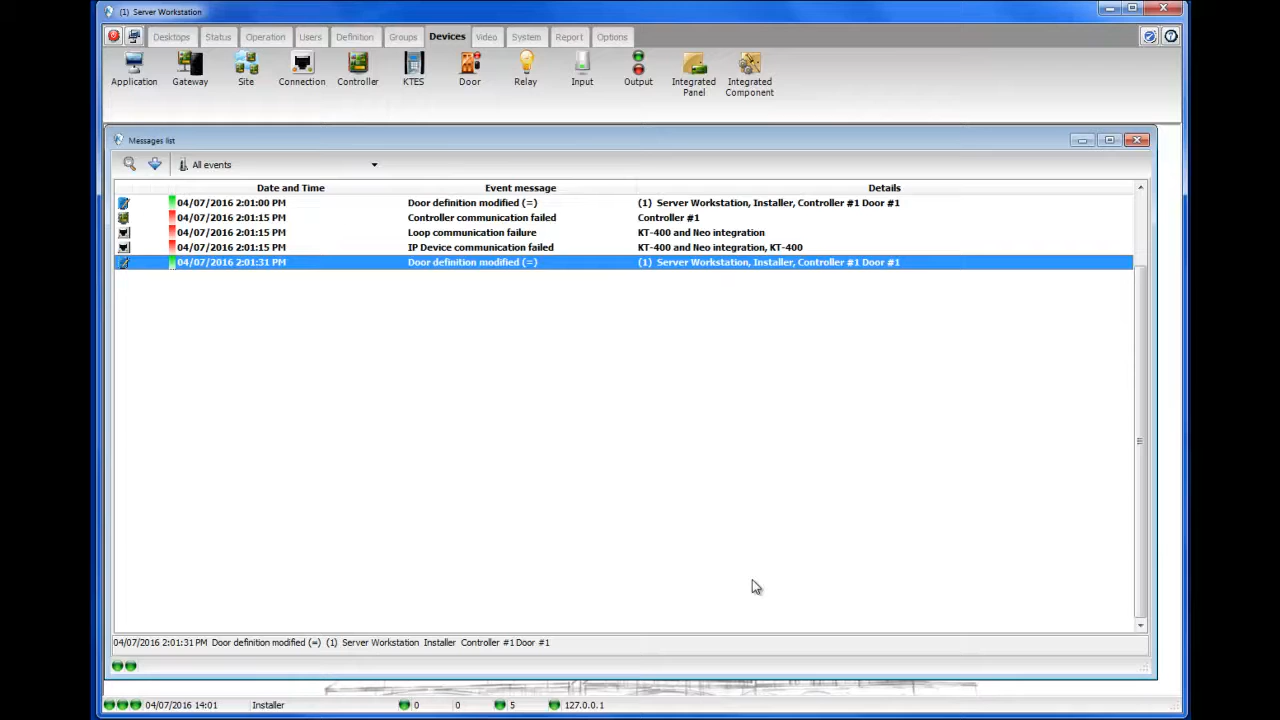 (1) Server Workstation
Desktops Status Operation Users Definition Groups Devices Video System Report Options
Application Gateway Site Connection Controller KTES Door Relay Input Output Integrated Panel Integrated Component
Messages list
All events
Date and Time Event message Details
04/07/2016 2:01:00 PM Door definition modified (=) (1) Server Workstation, Installer, Controller #1 Door #1
04/07/2016 2:01:15 PM Controller communication failed Controller #1
04/07/2016 2:01:15 PM Loop communication failure KT-400 and Neo integration
04/07/2016 2:01:15 PM IP Device communication failed KT-400 and Neo integration, KT-400
04/07/2016 2:01:31 PM Door definition modified (=) (1) Server Workstation, Installer, Controller #1 Door #1
04/07/2016 2:01:31 PM Door definition modified (=) (1) Server Workstation Installer Controller #1 Door #1
04/07/2016 14:01 Installer 0 0 5 127.0.0.1